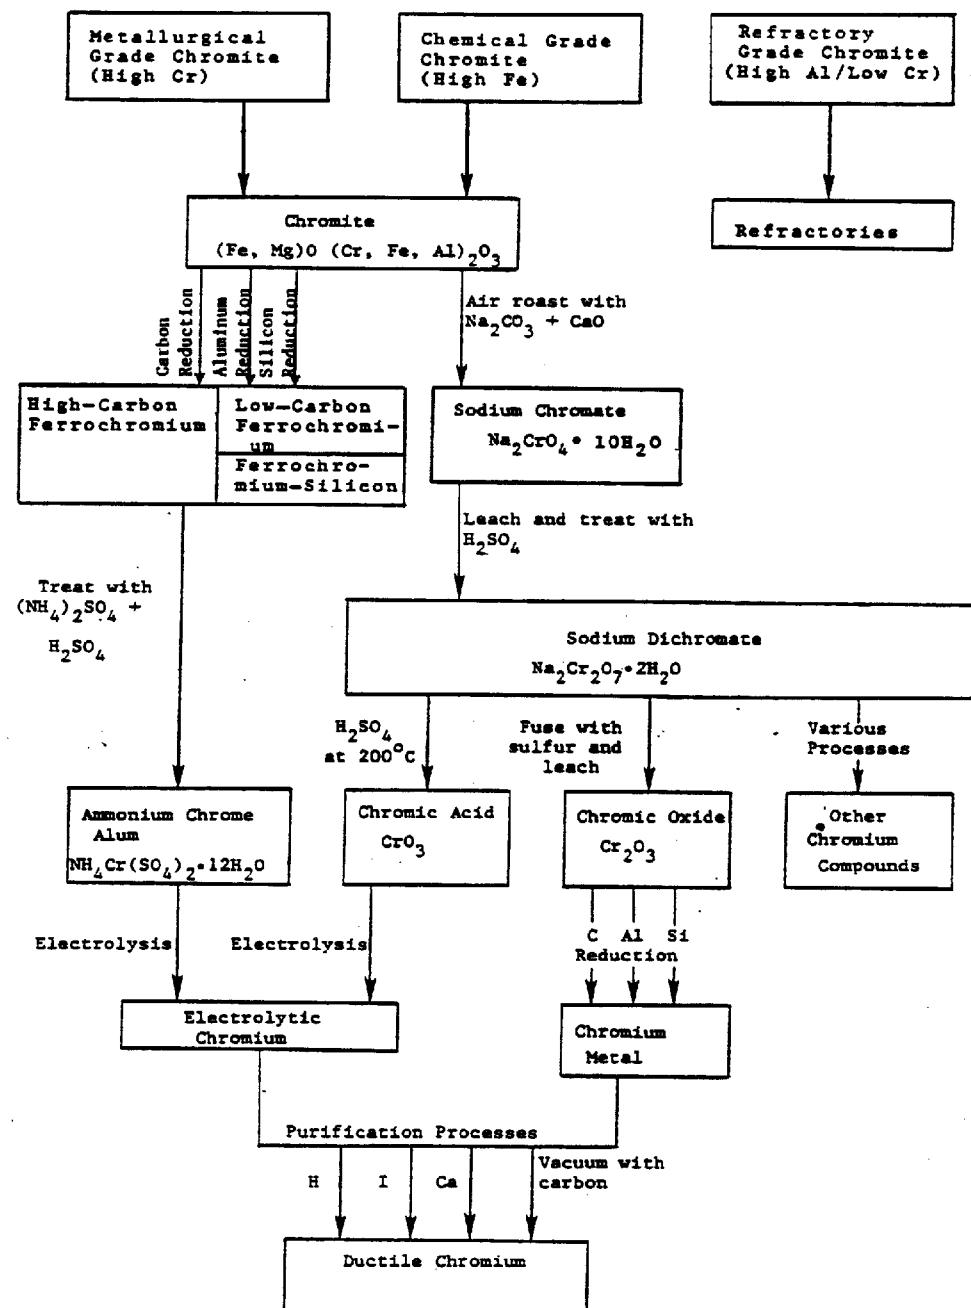 Metallurgical
Grade Chromite
(High Cr)
Chemical Grade
Chromite
(High Fe)
Refractory
Grade Chromite
(High Al/Low Cr)
Chromite
(Fe, Mg)O (Cr, Fe, Al)₂O₃
Refractories
Carbon
Reduction
Aluminum
Reduction
Silicon
Reduction
Air roast with
Na₂CO₃ + CaO
High-Carbon
Ferrochromium
Low-Carbon
Ferrochromi-
um
Ferrochro-
mium-Silicon
Sodium Chromate
Na₂CrO₄• 10H₂O
Leach and treat with
H₂SO₄
Treat with
(NH₄)₂SO₄ +
H₂SO₄
Sodium Dichromate
Na₂Cr₂O₇•2H₂O
H₂SO₄
at 200°C
Fuse with
sulfur and
leach
Various
Processes
Ammonium Chrome
Alum
NH₄Cr(SO₄)₂•12H₂O
Chromic Acid
CrO₃
Chromic Oxide
Cr₂O₃
Other
Chromium
Compounds
Electrolysis
Electrolysis
C Al Si
Reduction
Electrolytic
Chromium
Chromium
Metal
Purification Processes
H I Ca
Vacuum with
carbon
Ductile Chromium